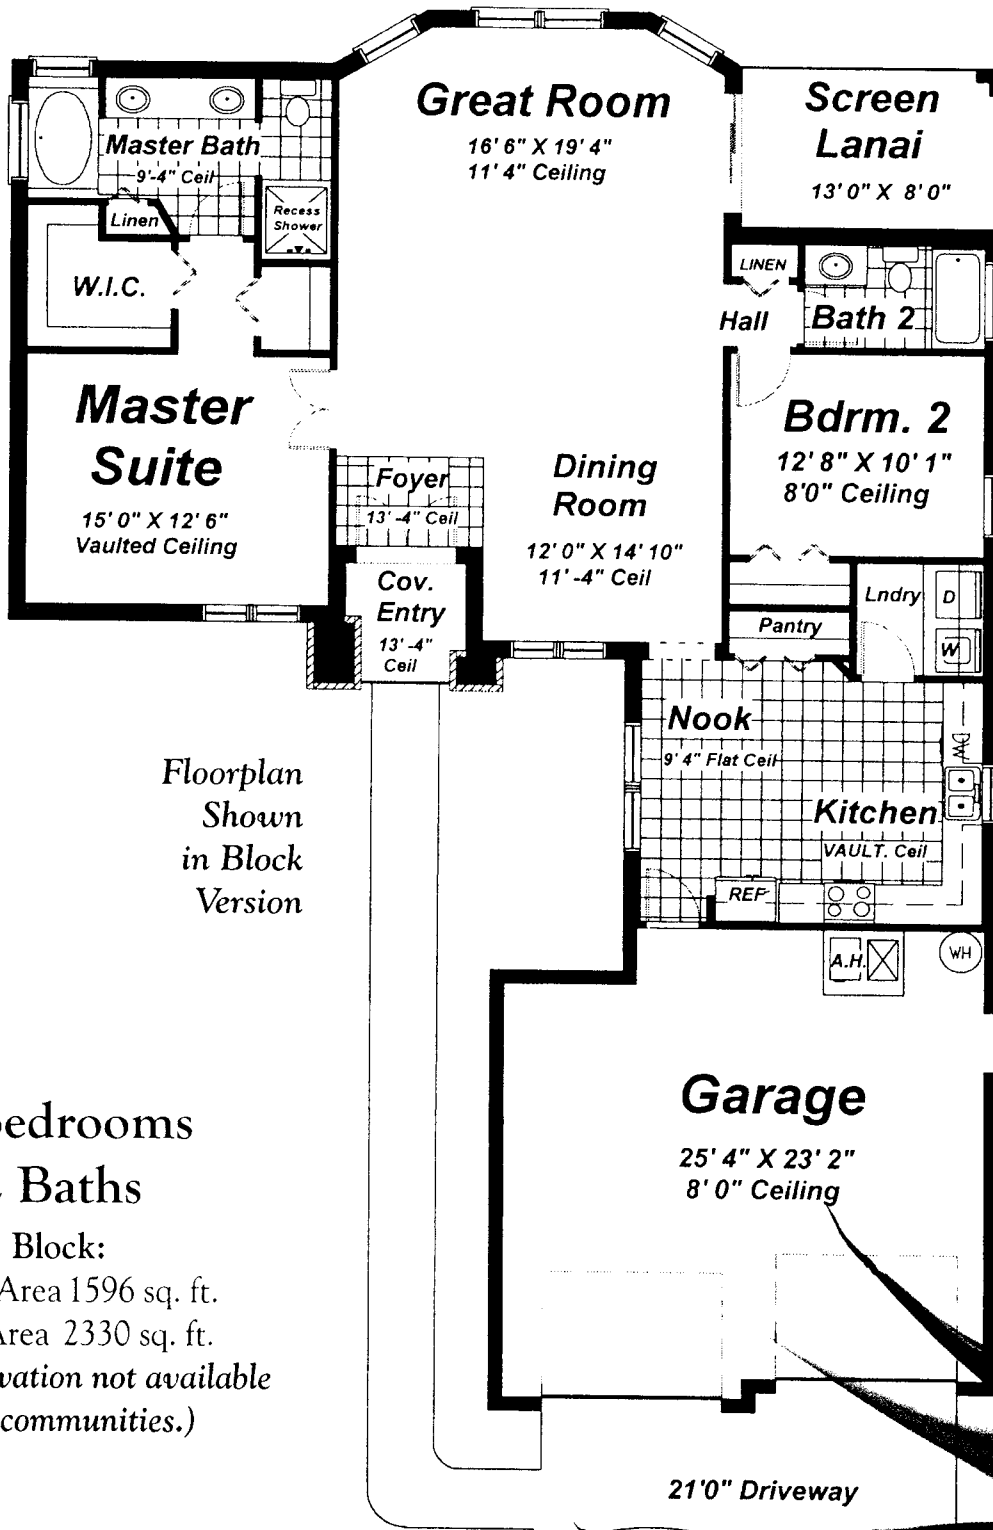 Great Room
16' 6" X 19' 4"
11' 4" Ceiling
Screen
Lanai
13' 0" X 8' 0"
Master Bath
9'-4" Ceil
Linen
Recess
Shower
W.I.C.
LINEN
Hall
Bath 2
Master
Suite
15' 0" X 12' 6"
Vaulted Ceiling
Foyer
13' -4" Ceil
Dining
Room
12' 0" X 14' 10"
11' -4" Ceil
Bdrm. 2
12' 8" X 10' 1"
8'0" Ceiling
Cov.
Entry
13' -4"
Ceil
Pantry
Lndry
D
W
Nook
9' 4" Flat Ceil
DW
Kitchen
VAULT. Ceil
REF
A.H.
WH
Floorplan
Shown
in Block
Version
Garage
25' 4" X 23' 2"
8' 0" Ceiling
bedrooms
Baths
Block:
Area 1596 sq. ft.
Area 2330 sq. ft.
vation not available
communities.)
21'0" Driveway